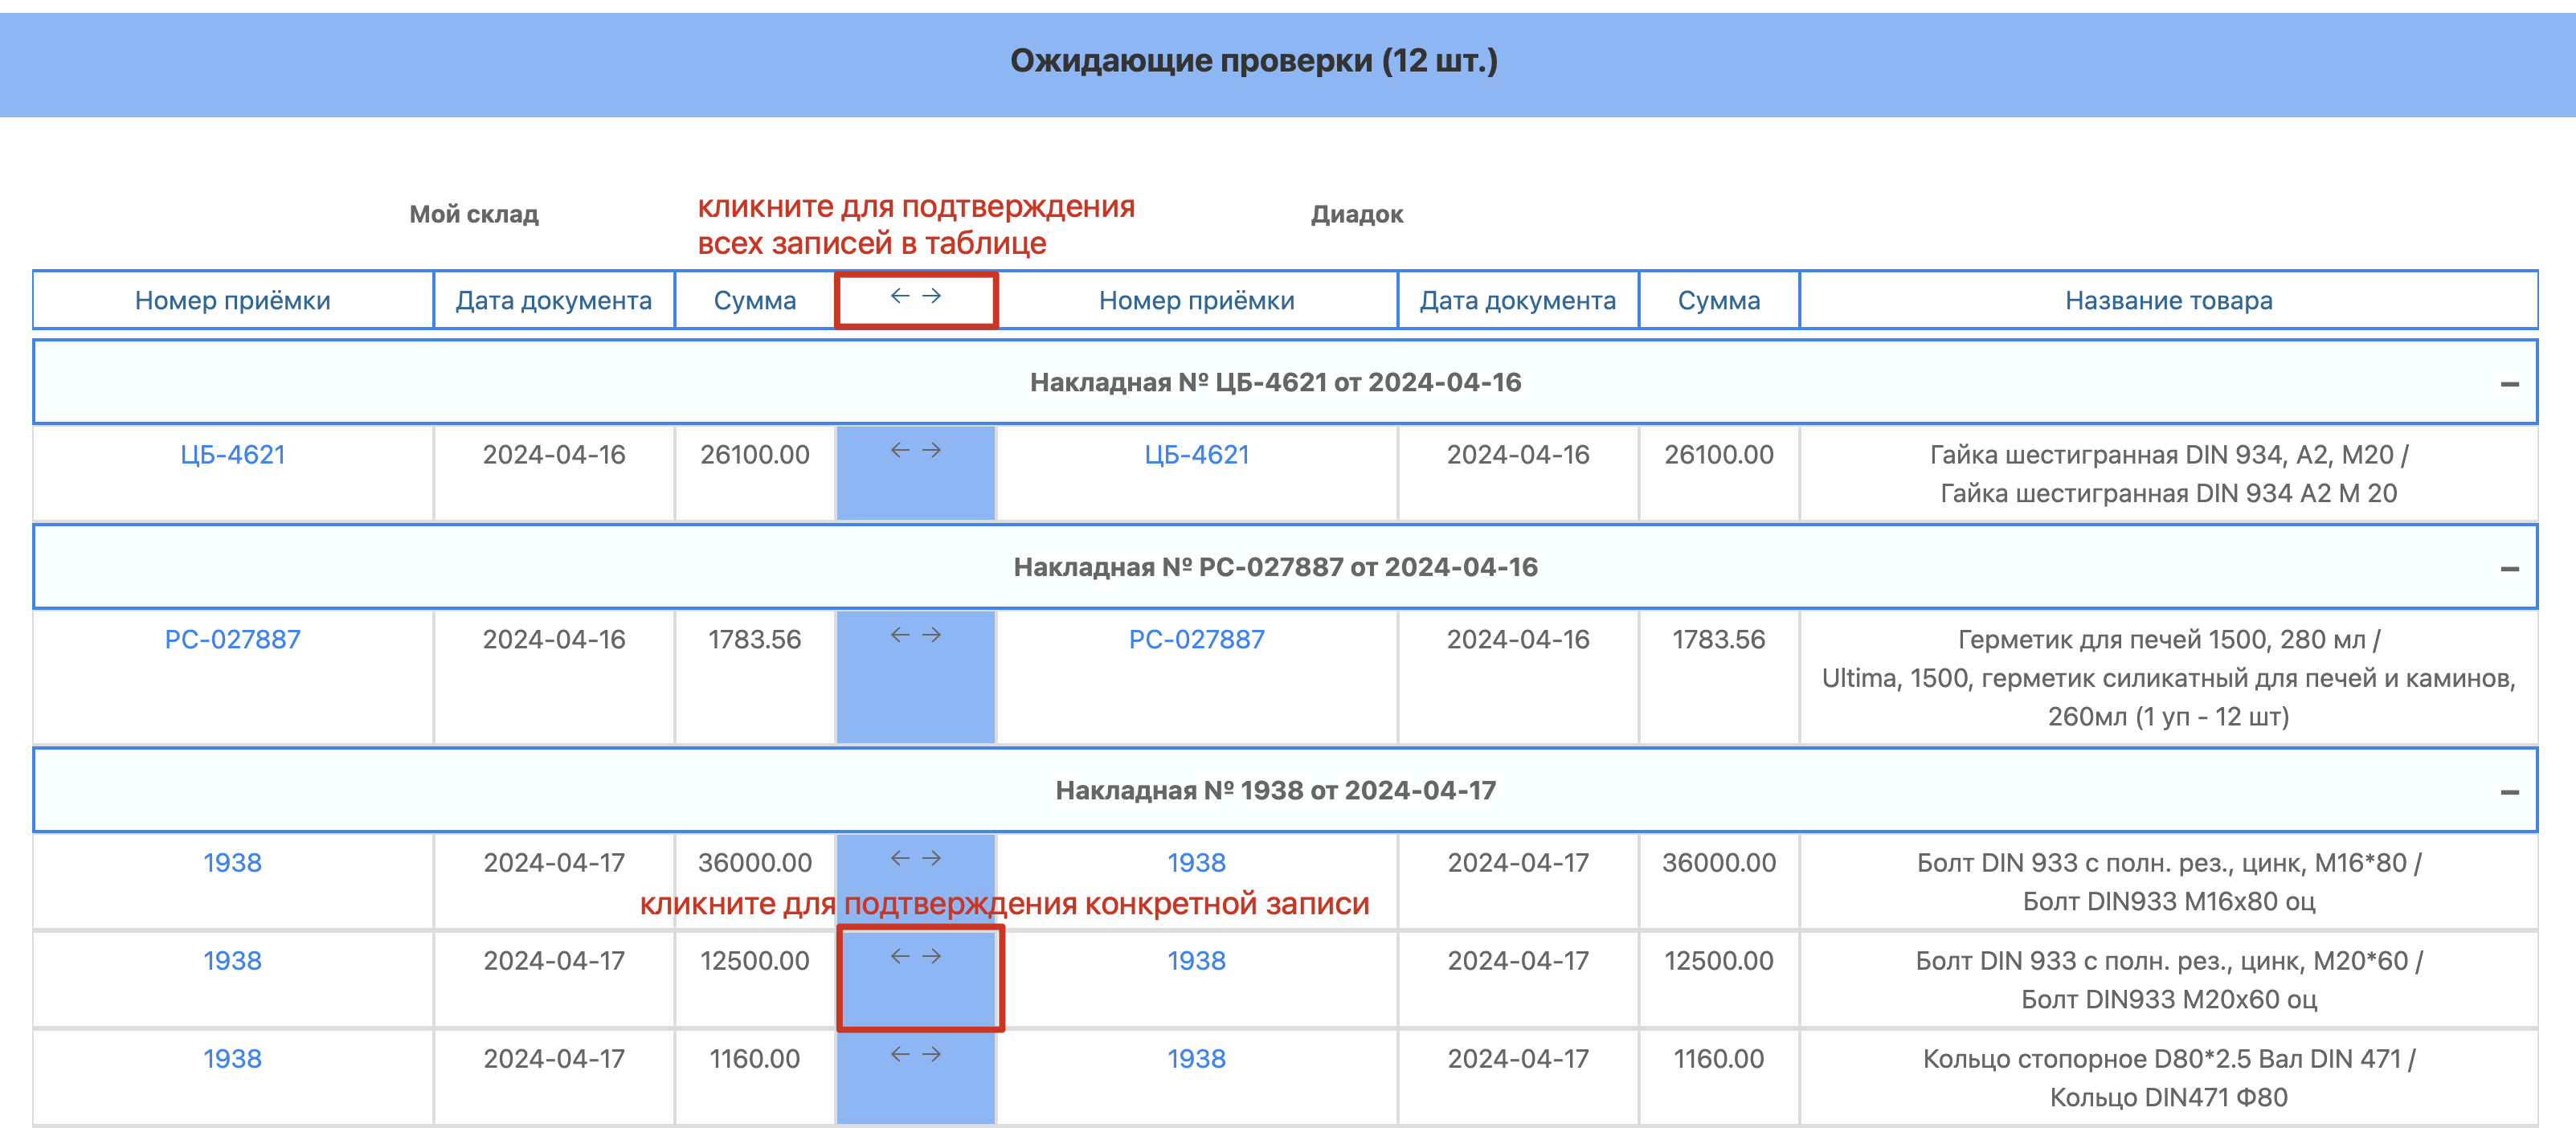 Ожидающие проверки (12 шт.)
Мой склад
кликните для подтверждения
всех записей в таблице
Диадок
Номер приёмки Дата документа Сумма ← → Номер приёмки Дата документа Сумма Название товара
Накладная № ЦБ-4621 от 2024-04-16 –
ЦБ-4621 2024-04-16 26100.00 ← → ЦБ-4621 2024-04-16 26100.00 Гайка шестигранная DIN 934, А2, М20 /
Гайка шестигранная DIN 934 А2 М 20
Накладная № РС-027887 от 2024-04-16 –
РС-027887 2024-04-16 1783.56 ← → РС-027887 2024-04-16 1783.56 Герметик для печей 1500, 280 мл /
Ultima, 1500, герметик силикатный для печей и каминов,
260мл (1 уп - 12 шт)
Накладная № 1938 от 2024-04-17 –
1938 2024-04-17 36000.00 ← → 1938 2024-04-17 36000.00 Болт DIN 933 с полн. рез., цинк, М16*80 /
Болт DIN933 М16х80 оц
кликните для подтверждения конкретной записи
1938 2024-04-17 12500.00 ← → 1938 2024-04-17 12500.00 Болт DIN 933 с полн. рез., цинк, М20*60 /
Болт DIN933 М20х60 оц
1938 2024-04-17 1160.00 ← → 1938 2024-04-17 1160.00 Кольцо стопорное D80*2.5 Вал DIN 471 /
Кольцо DIN471 Ф80